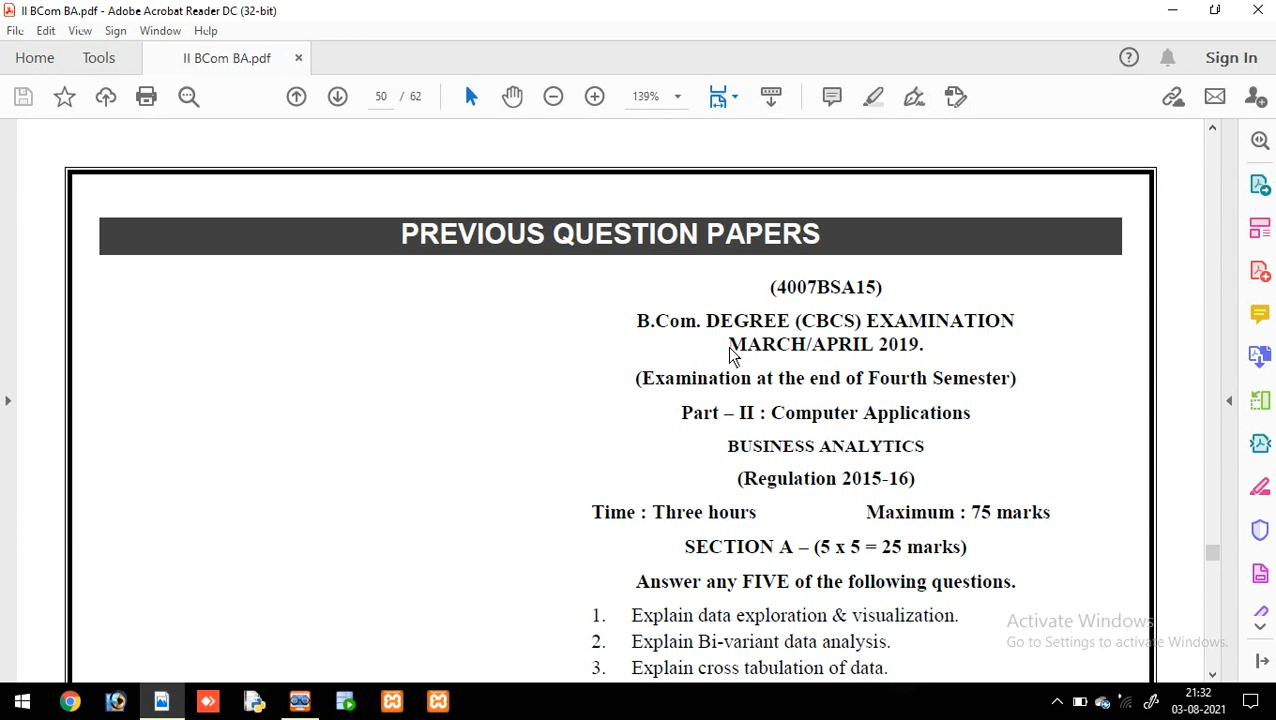 II BCom BA.pdf - Adobe Acrobat Reader DC (32-bit)
File Edit View Sign Window Help
Home Tools II BCom BA.pdf Sign In
50 / 62 139%
PREVIOUS QUESTION PAPERS
(4007BSA15)
B.Com. DEGREE (CBCS) EXAMINATION
MARCH/APRIL 2019.
(Examination at the end of Fourth Semester)
Part – II : Computer Applications
BUSINESS ANALYTICS
(Regulation 2015-16)
Time : Three hours Maximum : 75 marks
SECTION A – (5 x 5 = 25 marks)
Answer any FIVE of the following questions.
1. Explain data exploration & visualization.
2. Explain Bi-variant data analysis.
3. Explain cross tabulation of data.
Activate Windows
Go to Settings to activate Windows.
21:32
03-08-2021